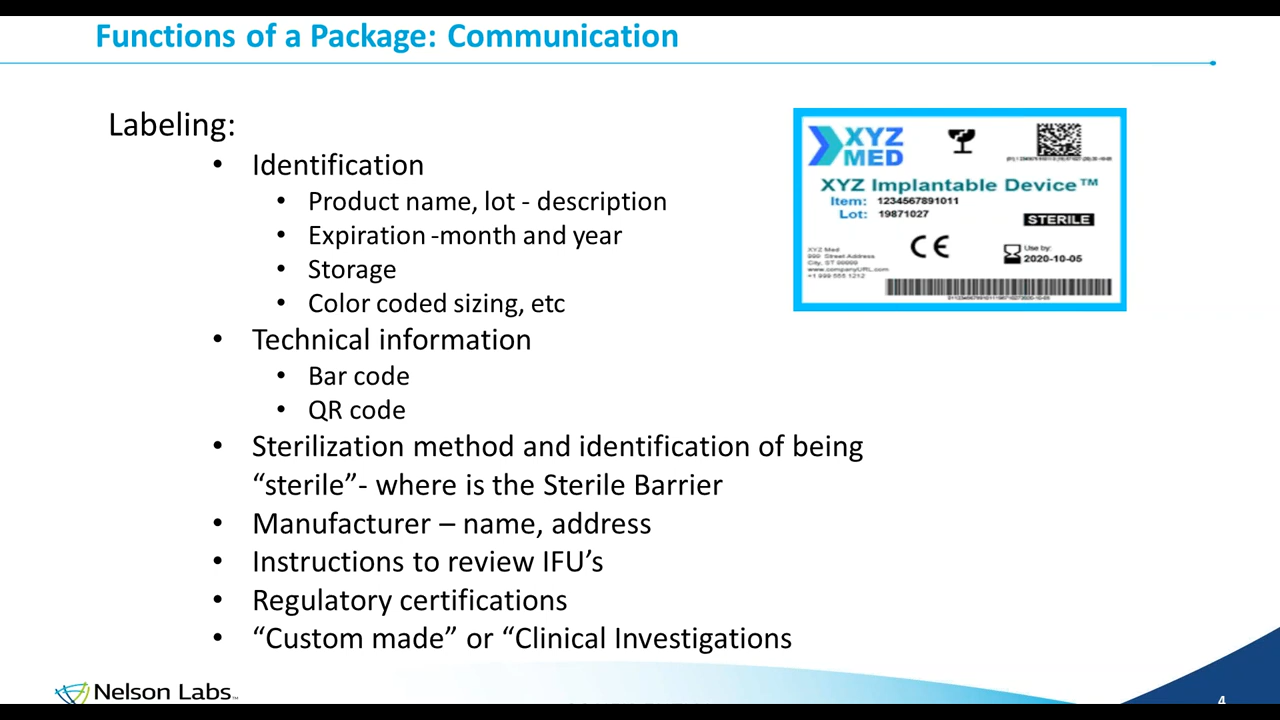 Functions of a Package: Communication
Labeling:
• Identification
• Product name, lot - description
• Expiration -month and year
• Storage
• Color coded sizing, etc
• Technical information
• Bar code
• QR code
• Sterilization method and identification of being
“sterile”- where is the Sterile Barrier
• Manufacturer – name, address
• Instructions to review IFU’s
• Regulatory certifications
• “Custom made” or “Clinical Investigations
XYZ
MED
XYZ Implantable Device™
Item: 1234567891011
Lot: 19871027
STERILE
CE
Use by:
2020-10-05
XYZ Med
999 Street Address
City, ST 00000
www.companyURL.com
+1 999 555 1212
Nelson Labs™
4